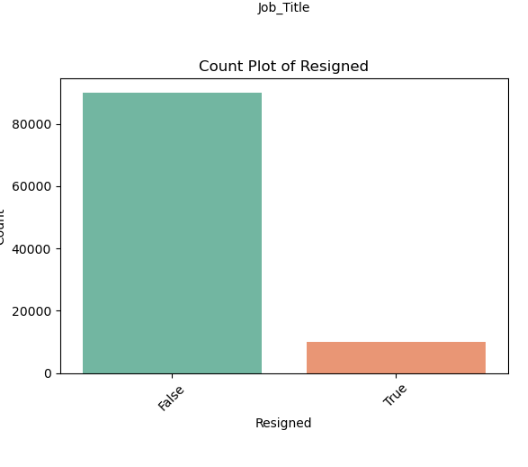 Job_Title
Count Plot of Resigned
80000
60000
40000
20000
0
False
True
Resigned